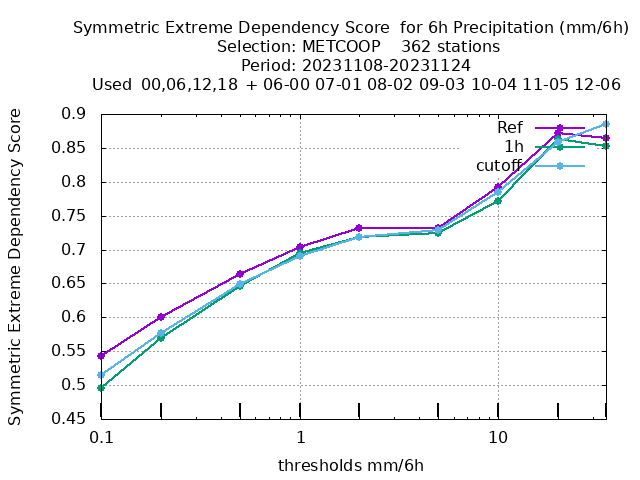 Symmetric Extreme Dependency Score  for 6h Precipitation (mm/6h)
Selection: METCOOP    362 stations
Period: 20231108-20231124
Used  00,06,12,18  + 06-00 07-01 08-02 09-03 10-04 11-05 12-06
Symmetric Extreme Dependency Score
0.9
0.85
0.8
0.75
0.7
0.65
0.6
0.55
0.5
0.45
Ref
1h
cutoff
0.1 1 10
thresholds mm/6h